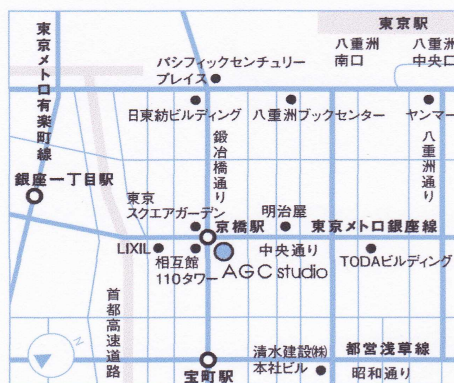 東京駅
八重洲
南口
八重洲
中央口
パシフィックセンチュリー
プレイス
東京メトロ有楽町線
日東紡ビルディング
八重洲ブックセンター
ヤンマー
鍛冶橋通り
八重洲通り
銀座一丁目駅
東京
スクエアガーデン
京橋駅
明治屋
東京メトロ銀座線
LIXIL
相互館
110タワー
中央通り
TODAビルディング
AGC studio
首都高速道路
N
清水建設㈱
本社ビル
都営浅草線
昭和通り
宝町駅